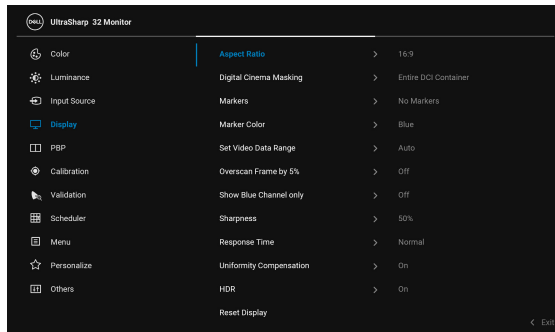 DELL UltraSharp 32 Monitor
Color Aspect Ratio > 16:9
Luminance Digital Cinema Masking > Entire DCI Container
Input Source Markers > No Markers
Display Marker Color > Blue
PBP Set Video Data Range > Auto
Calibration Overscan Frame by 5% > Off
Validation Show Blue Channel only > Off
Scheduler Sharpness > 50%
Menu Response Time > Normal
Personalize Uniformity Compensation > On
Others HDR > On
Reset Display
< Exit